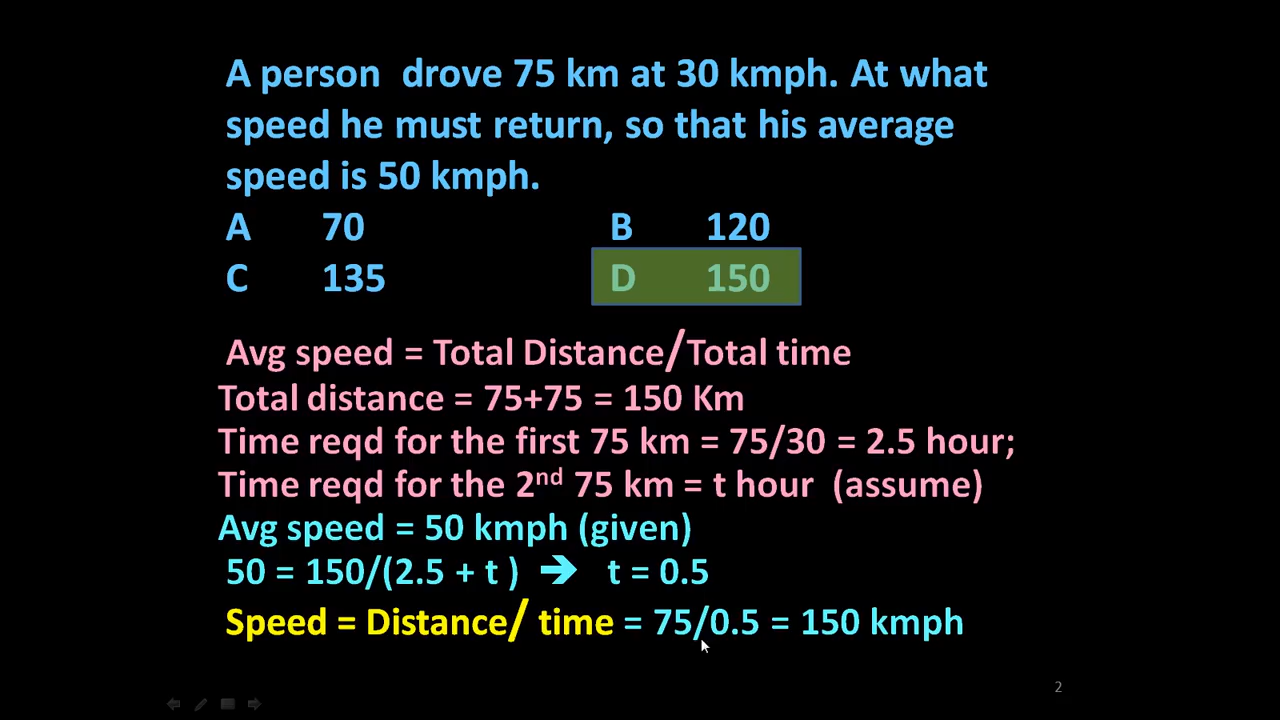 A person drove 75 km at 30 kmph. At what
speed he must return, so that his average
speed is 50 kmph.
A 70 B 120
C 135 D 150
Avg speed = Total Distance/Total time
Total distance = 75+75 = 150 Km
Time reqd for the first 75 km = 75/30 = 2.5 hour;
Time reqd for the 2nd 75 km = t hour (assume)
Avg speed = 50 kmph (given)
50 = 150/(2.5 + t ) ➔ t = 0.5
Speed = Distance/ time = 75/0.5 = 150 kmph
2